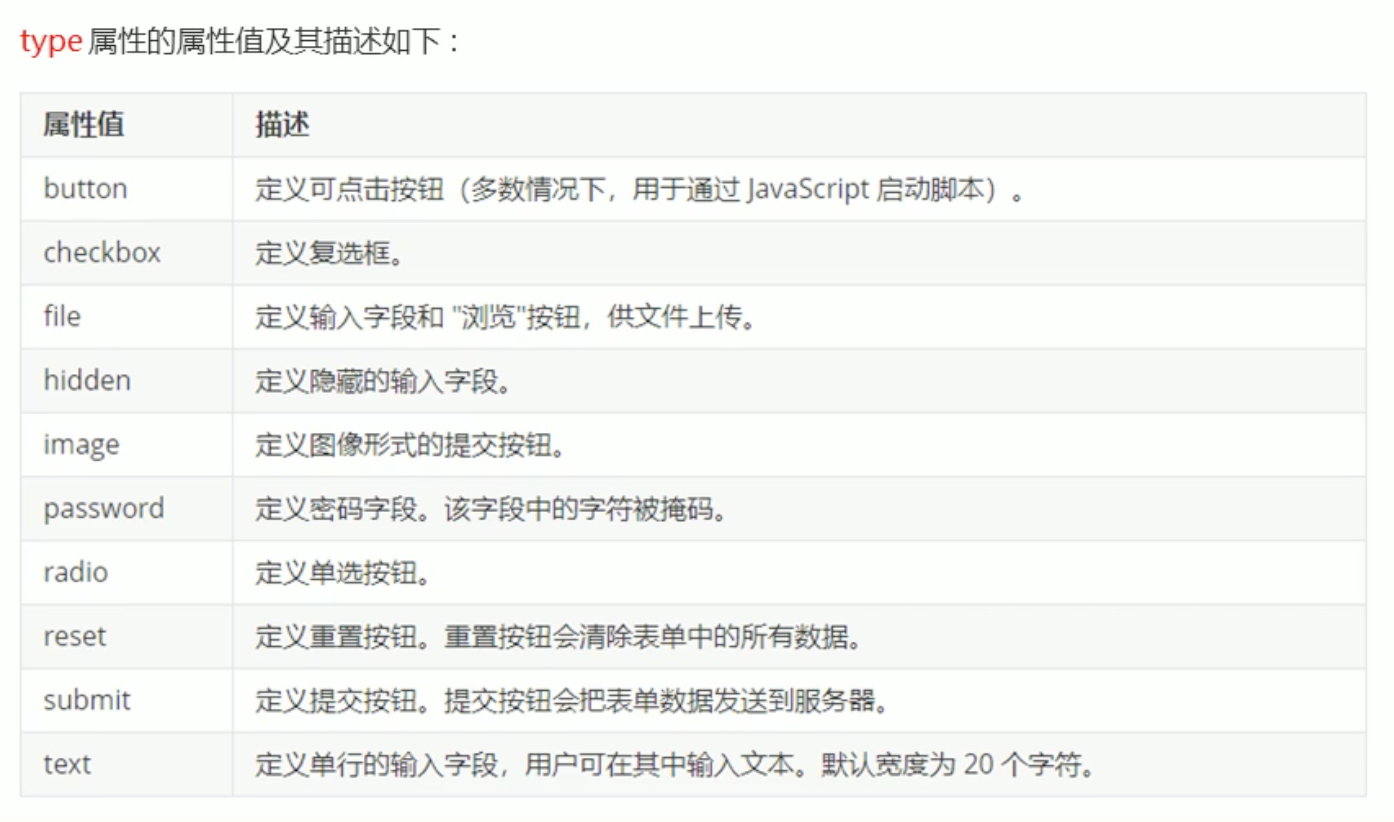 type 属性的属性值及其描述如下：
属性值 描述
button 定义可点击按钮（多数情况下，用于通过 JavaScript 启动脚本）。
checkbox 定义复选框。
file 定义输入字段和 "浏览"按钮，供文件上传。
hidden 定义隐藏的输入字段。
image 定义图像形式的提交按钮。
password 定义密码字段。该字段中的字符被掩码。
radio 定义单选按钮。
reset 定义重置按钮。重置按钮会清除表单中的所有数据。
submit 定义提交按钮。提交按钮会把表单数据发送到服务器。
text 定义单行的输入字段，用户可在其中输入文本。默认宽度为 20 个字符。